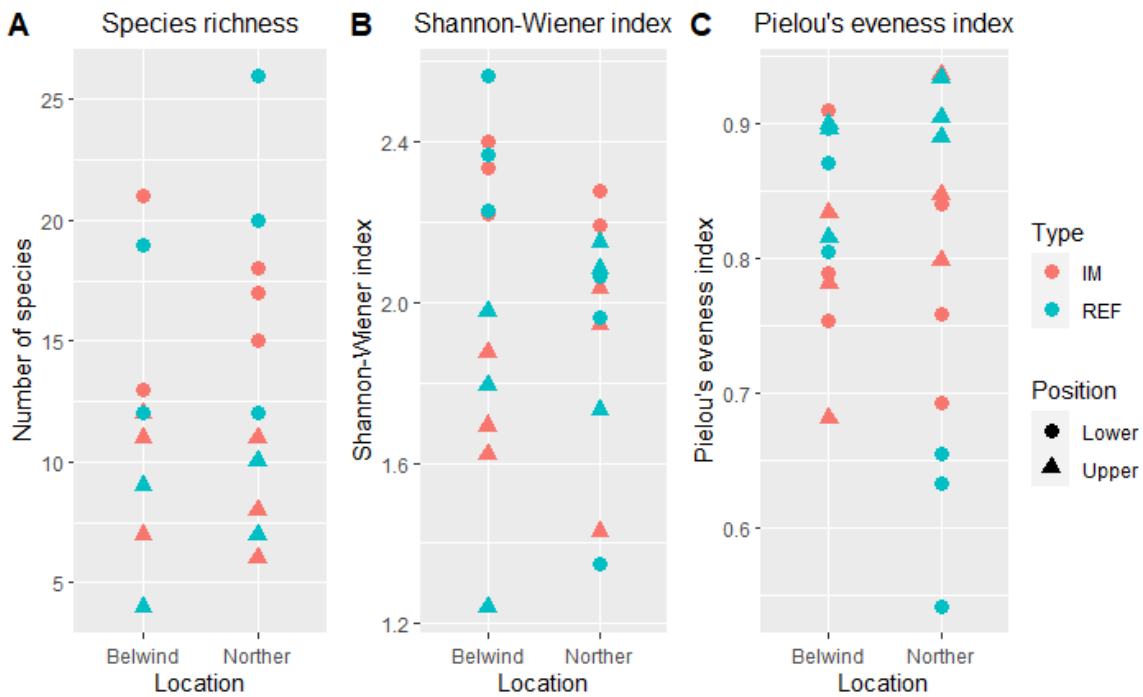 A Species richness
Number of species
25
20
15
10
5
Belwind Norther
Location
B Shannon-Wiener index
Shannon-Wiener index
2.4
2.0
1.6
1.2
Belwind Norther
Location
C Pielou's eveness index
Pielou's eveness index
0.9
0.8
0.7
0.6
Belwind Norther
Location
Type
IM
REF
Position
Lower
Upper